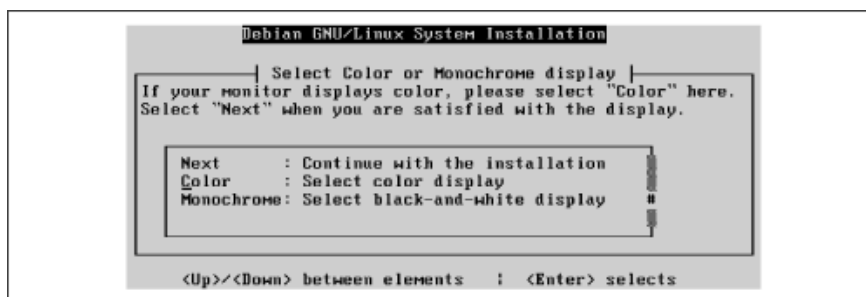 Debian GNU/Linux System Installation
Select Color or Monochrome display
If your monitor displays color, please select "Color" here.
Select "Next" when you are satisfied with the display.
Next : Continue with the installation
Color : Select color display
Monochrome: Select black-and-white display #
<Up>/<Down> between elements ¦ <Enter> selects